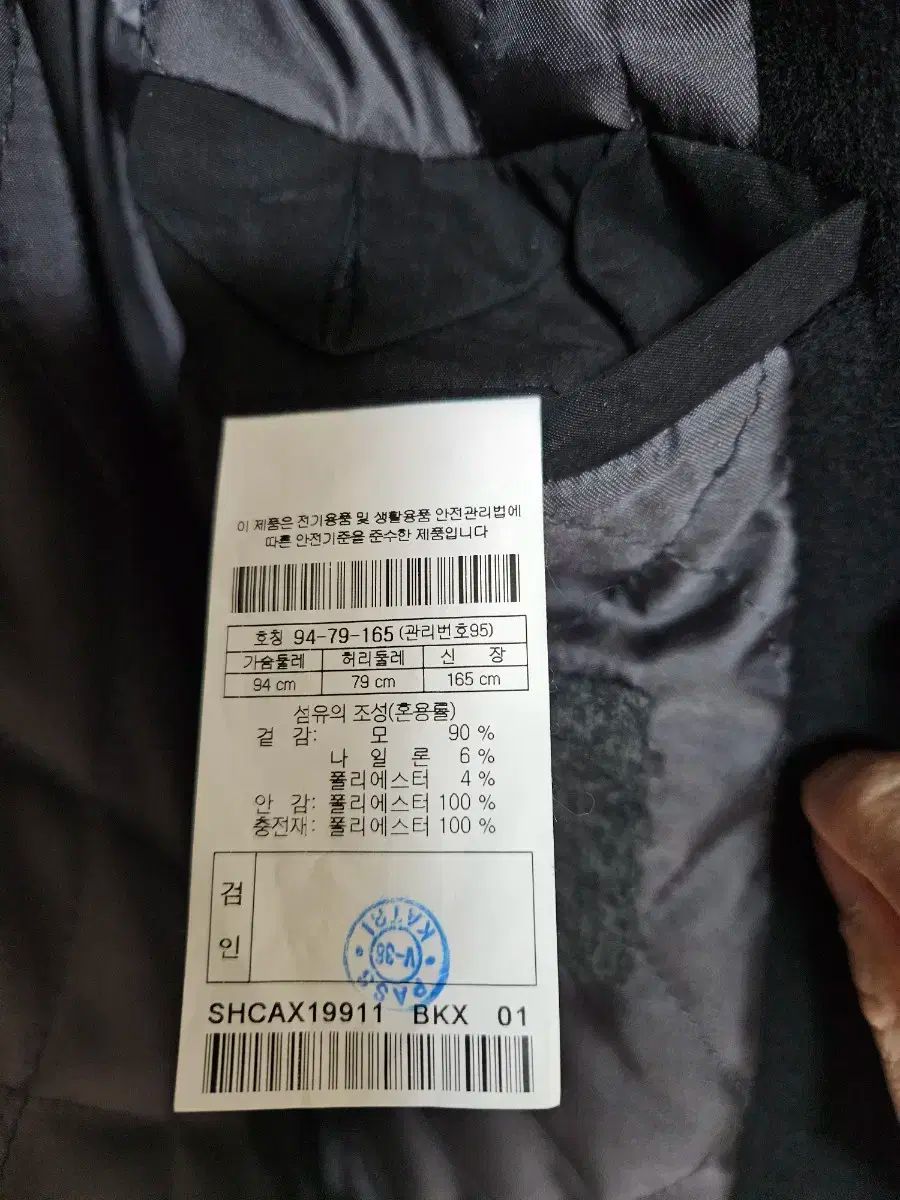 이 제품은 전기용품 및 생활용품 안전관리법에
따른 안전기준을 준수한 제품입니다
호칭 94-79-165 (관리번호95)
가슴둘레 허리둘레 신 장
94 cm 79 cm 165 cm
섬유의 조성(혼용률)
겉 감: 모 90 %
나 일 론 6 %
폴리에스터 4 %
안 감: 폴리에스터 100 %
충전재: 폴리에스터 100 %
검
인
KATRI
V-36
PASS
SHCAX19911 BKX 01